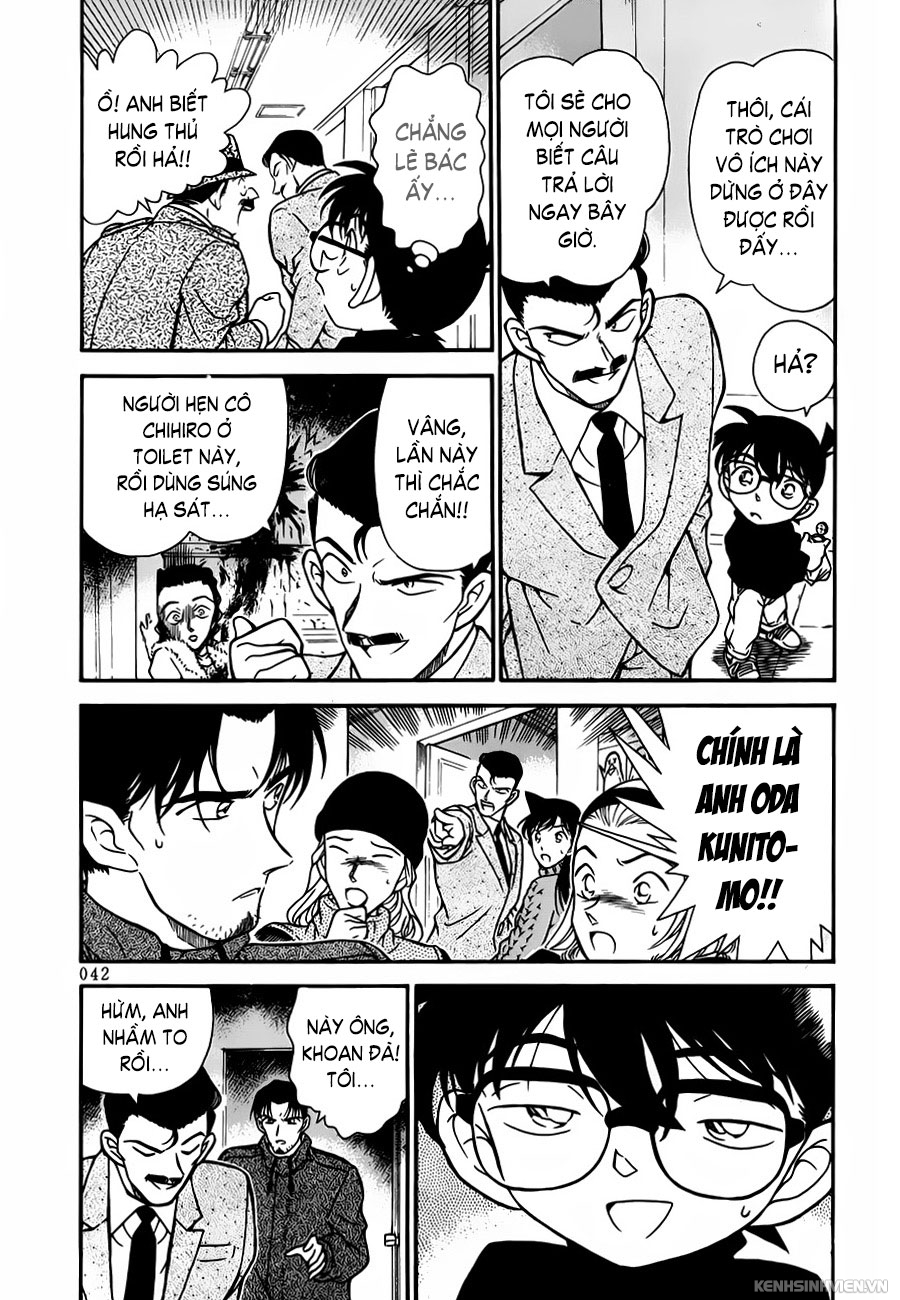 THÔI, CÁI
TRÒ CHƠI
VÔ ÍCH NÀY
DỪNG Ở ĐÂY
ĐƯỢC RỒI
ĐẤY...
TÔI SẼ CHO
MỌI NGƯỜI
BIẾT CÂU
TRẢ LỜI
NGAY BÂY
GIỜ.
HẢ?
CHẲNG
LẼ BÁC
ẤY...
Ồ! ANH BIẾT
HUNG THỦ
RỒI HẢ!!
VÂNG,
LẦN NÀY
THÌ CHẮC
CHẮN!!
NGƯỜI HẸN CÔ
CHIHIRO Ở
TOILET NÀY,
RỒI DÙNG SÚNG
HẠ SÁT...
CHÍNH LÀ
ANH ODA
KUNITO-
MO!!
042
NÀY ÔNG,
KHOAN ĐÃ!
TÔI...
HỪM, ANH
NHẦM TO
RỒI...
KENHSINHVIEN.VN